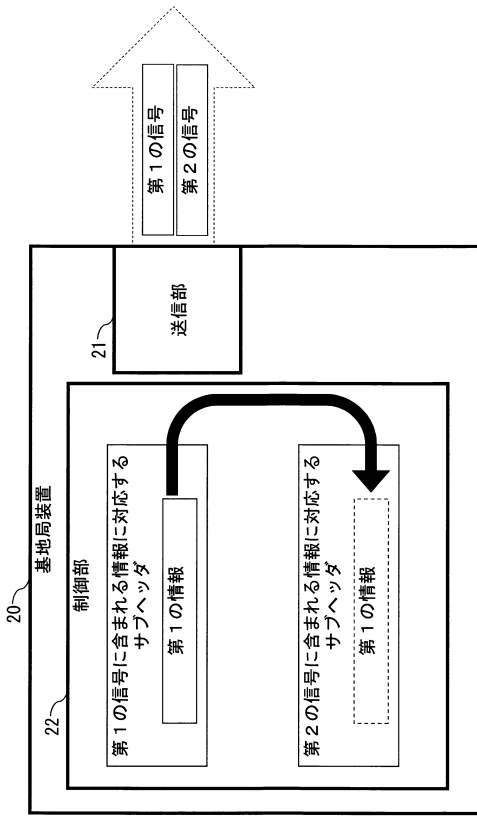 20
基地局装置
22
制御部
第1の信号に含まれる情報に対応する
サブヘッダ
第1の情報
第2の信号に含まれる情報に対応する
サブヘッダ
第1の情報
21
送信部
第1の信号
第2の信号